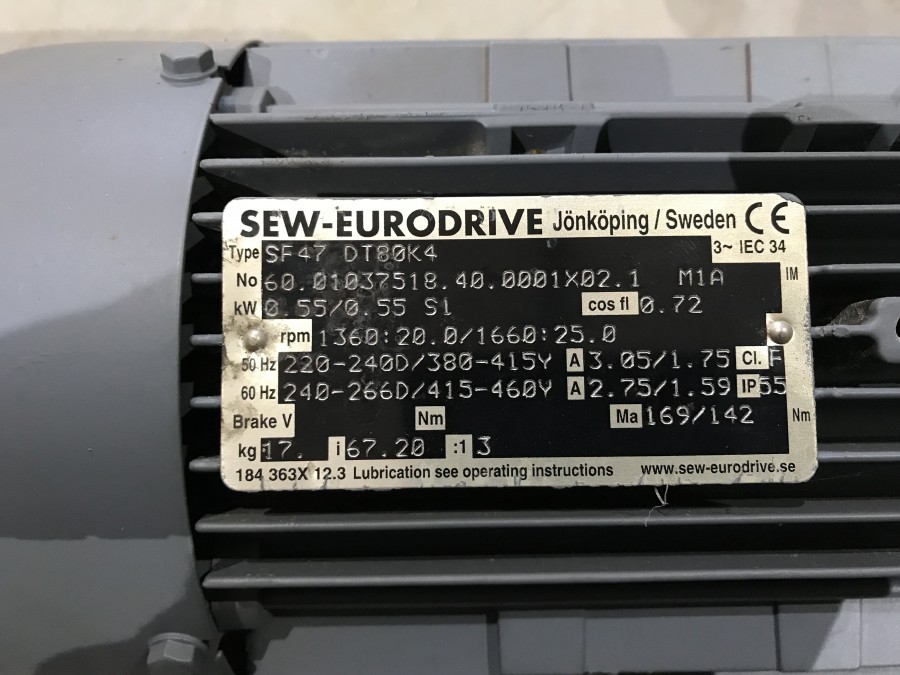 SEW-EURODRIVE Jönköping / Sweden CE
Type SF47 DT80K4 3~ IEC 34
No 60.01037518.40.0001X02.1 M1A IM
kW 0.55/0.55 S1 cos fI 0.72
rpm 1360:20.0/1660:25.0
50 Hz 220-240D/380-415Y A 3.05/1.75 Cl. F
60 Hz 240-266D/415-460Y A 2.75/1.59 IP 55
Brake V Nm Ma 169/142 Nm
kg 17. i 67.20 :1 3
184 363X 12.3 Lubrication see operating instructions www.sew-eurodrive.se